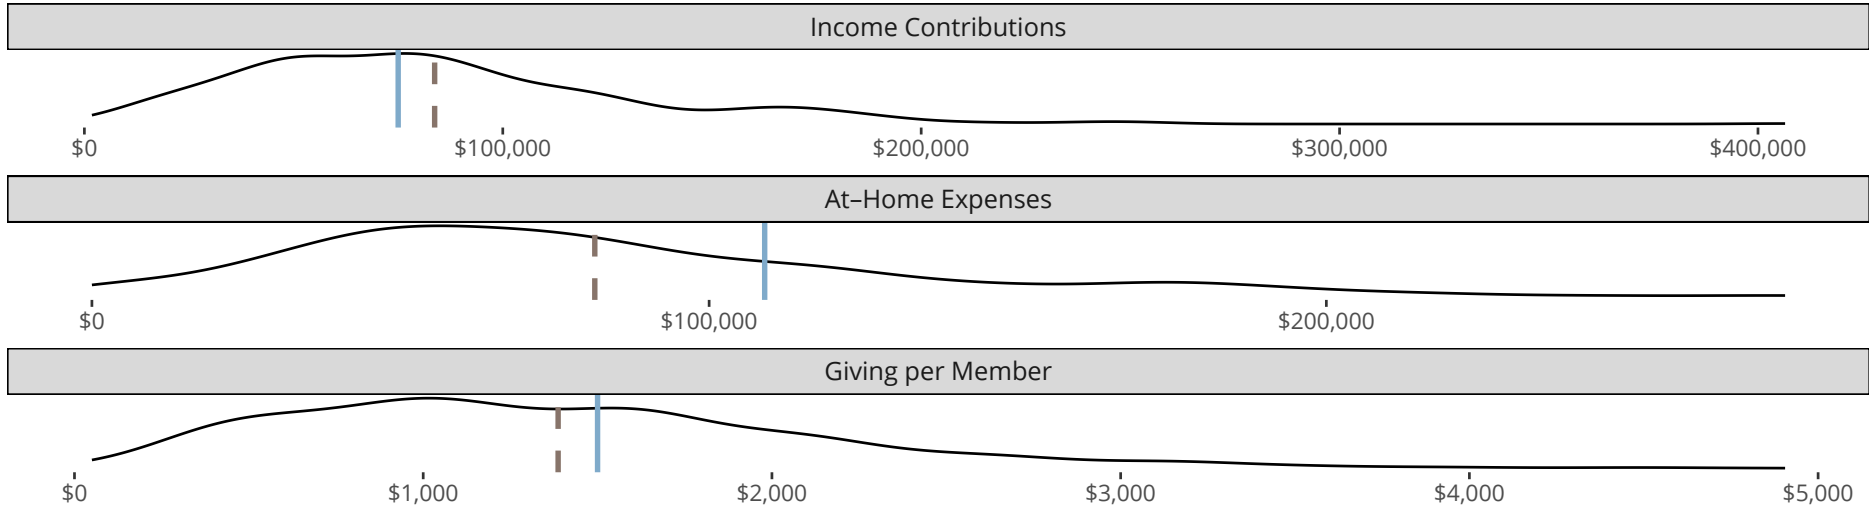 Income Contributions
$0 $100,000 $200,000 $300,000 $400,000
At–Home Expenses
$0 $100,000 $200,000
Giving per Member
$0 $1,000 $2,000 $3,000 $4,000 $5,000